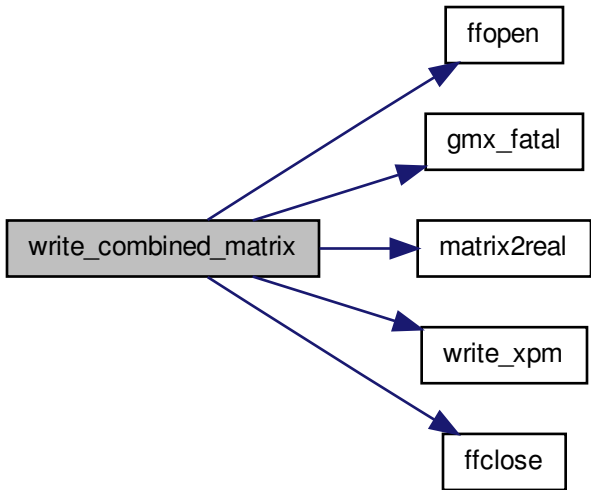 ffopen
gmx_fatal
write_combined_matrix
matrix2real
write_xpm
ffclose